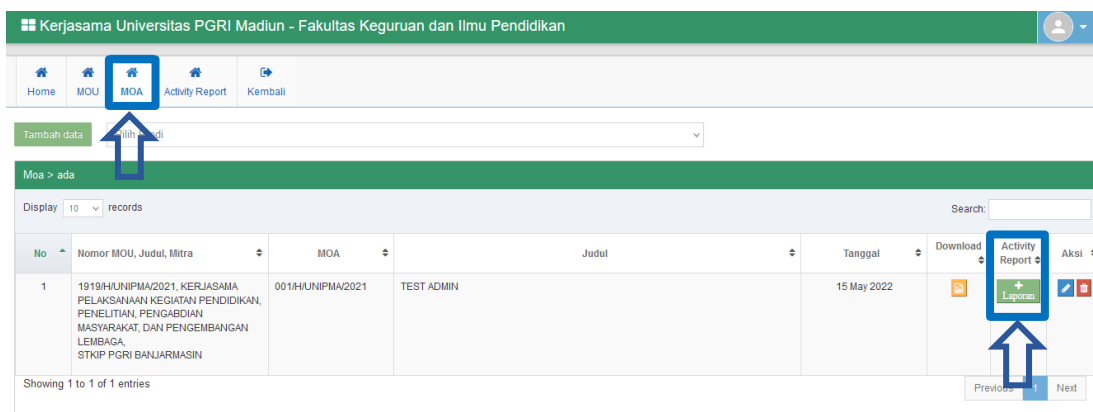 Kerjasama Universitas PGRI Madiun - Fakultas Keguruan dan Ilmu Pendidikan
Home MOU MOA Activity Report Kembali
Tambah data
Moa > ada
Display 10 records Search:
No Nomor MOU, Judul, Mitra MOA Judul Tanggal Download Activity Report Aksi
1 1919/H/UNIPMA/2021, KERJASAMA 001/H/UNIPMA/2021 TEST ADMIN 15 May 2022 + Laporan
PELAKSANAAN KEGIATAN PENDIDIKAN,
PENELITIAN, PENGABDIAN
MASYARAKAT, DAN PENGEMBANGAN
LEMBAGA,
STKIP PGRI BANJARMASIN
Showing 1 to 1 of 1 entries Previous 1 Next